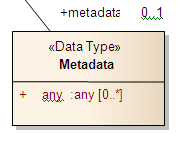 +metadata 0..1
«Data Type»
Metadata
+ any :any [0..*]